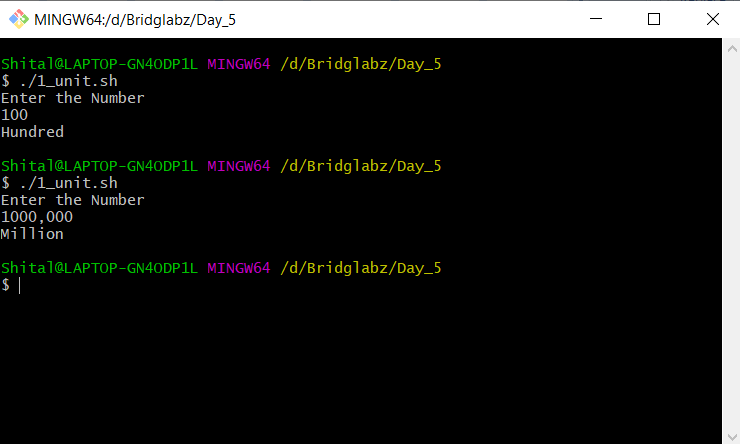 MINGW64:/d/Bridglabz/Day_5
Shital@LAPTOP-GN4ODP1L MINGW64 /d/Bridglabz/Day_5
$ ./1_unit.sh
Enter the Number
100
Hundred
Shital@LAPTOP-GN4ODP1L MINGW64 /d/Bridglabz/Day_5
$ ./1_unit.sh
Enter the Number
1000,000
Million
Shital@LAPTOP-GN4ODP1L MINGW64 /d/Bridglabz/Day_5
$